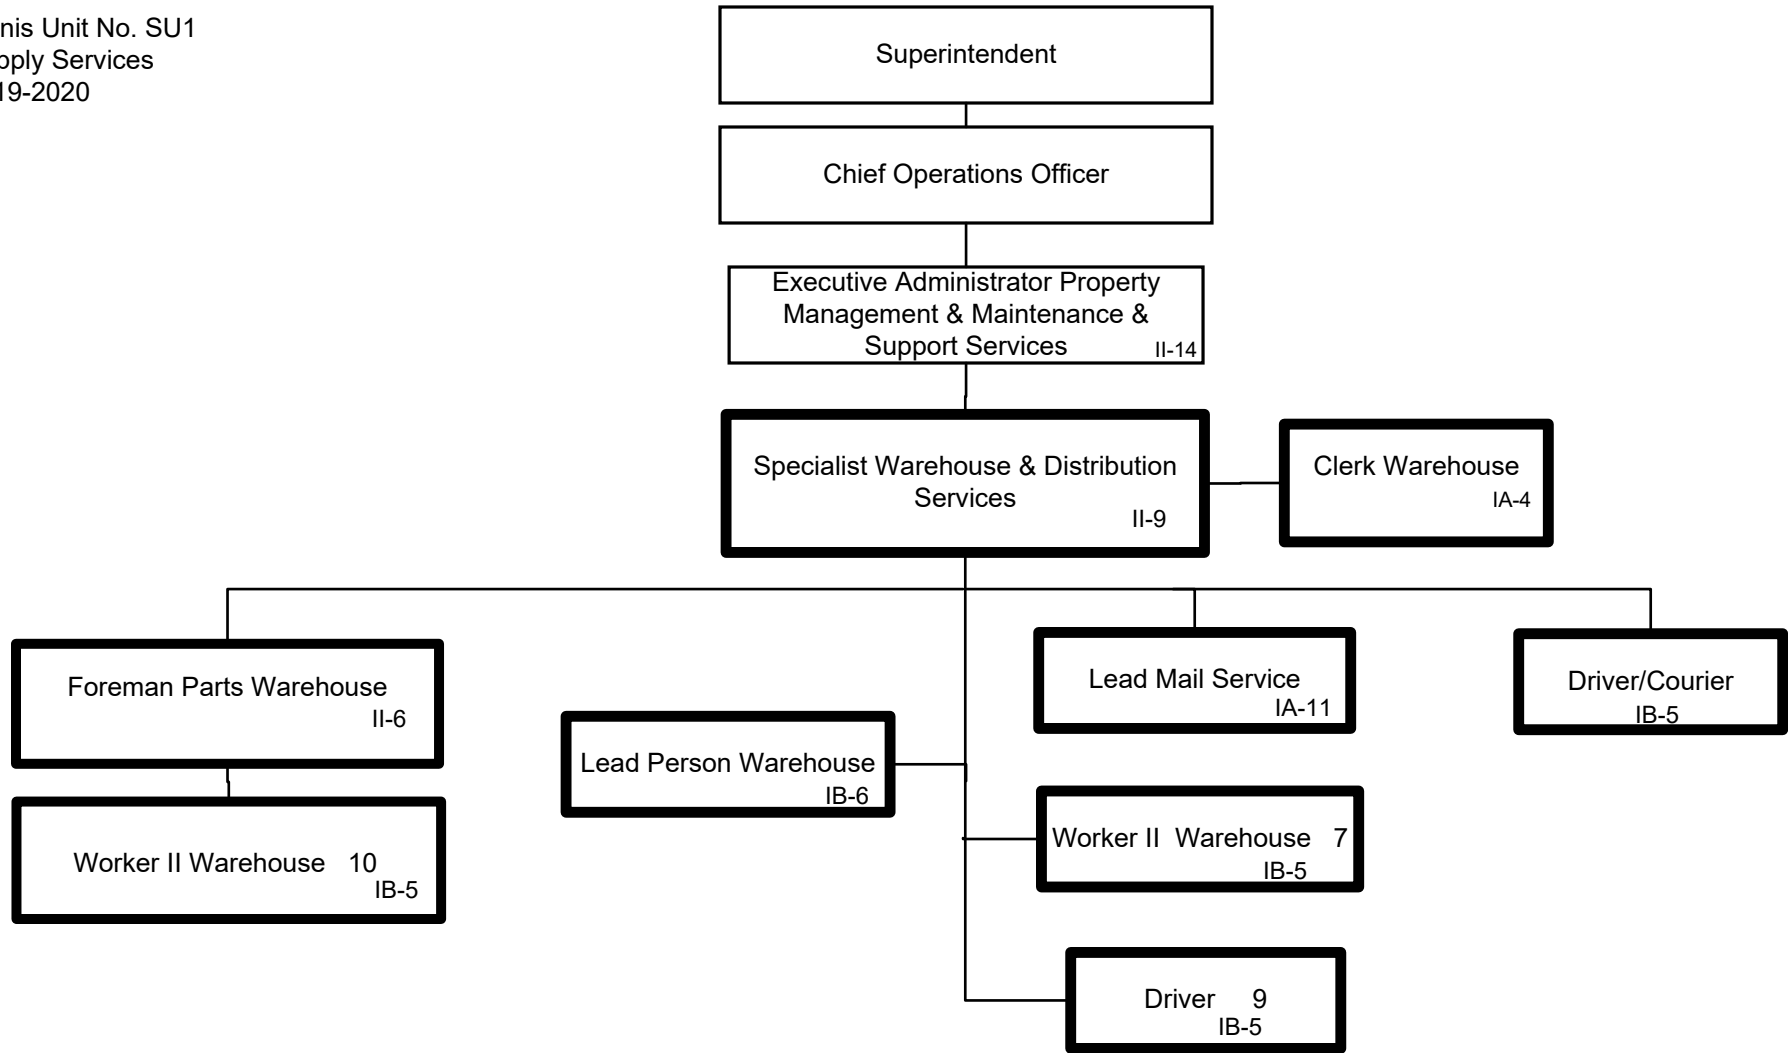 nis Unit No. SU1
pply Services
19-2020
Superintendent
Chief Operations Officer
Executive Administrator Property
Management & Maintenance &
Support Services II-14
Specialist Warehouse & Distribution
Services
II-9
Clerk Warehouse
IA-4
Foreman Parts Warehouse
II-6
Lead Mail Service
IA-11
Driver/Courier
IB-5
Lead Person Warehouse
IB-6
Worker II Warehouse 10
IB-5
Worker II  Warehouse 7
IB-5
Driver 9
IB-5